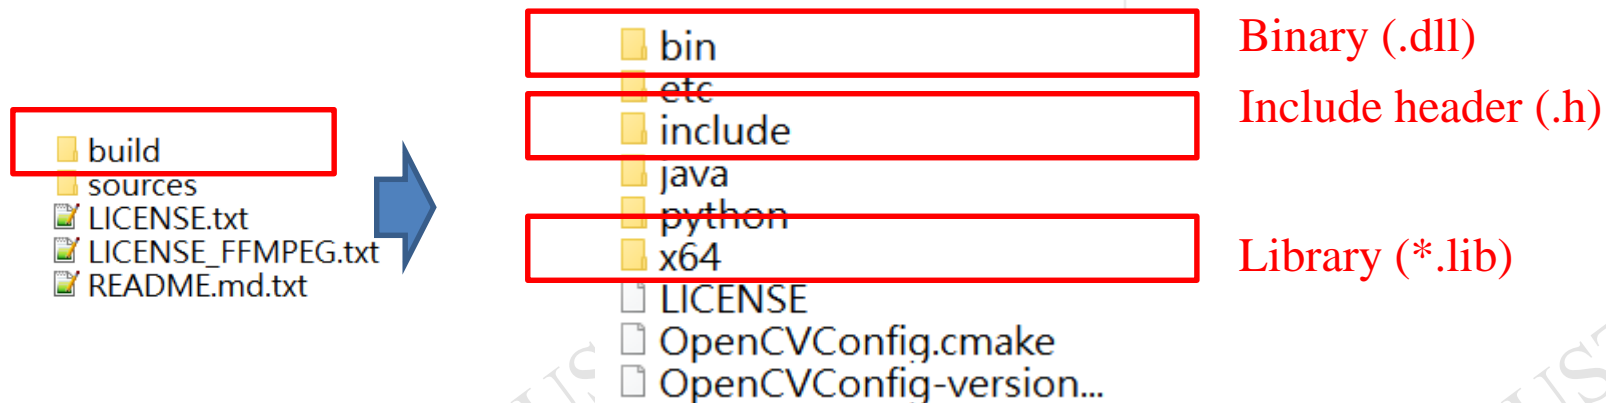 build
sources
LICENSE.txt
LICENSE_FFMPEG.txt
README.md.txt
bin
etc
include
java
python
x64
LICENSE
OpenCVConfig.cmake
OpenCVConfig-version...
Binary (.dll)
Include header (.h)
Library (*.lib)